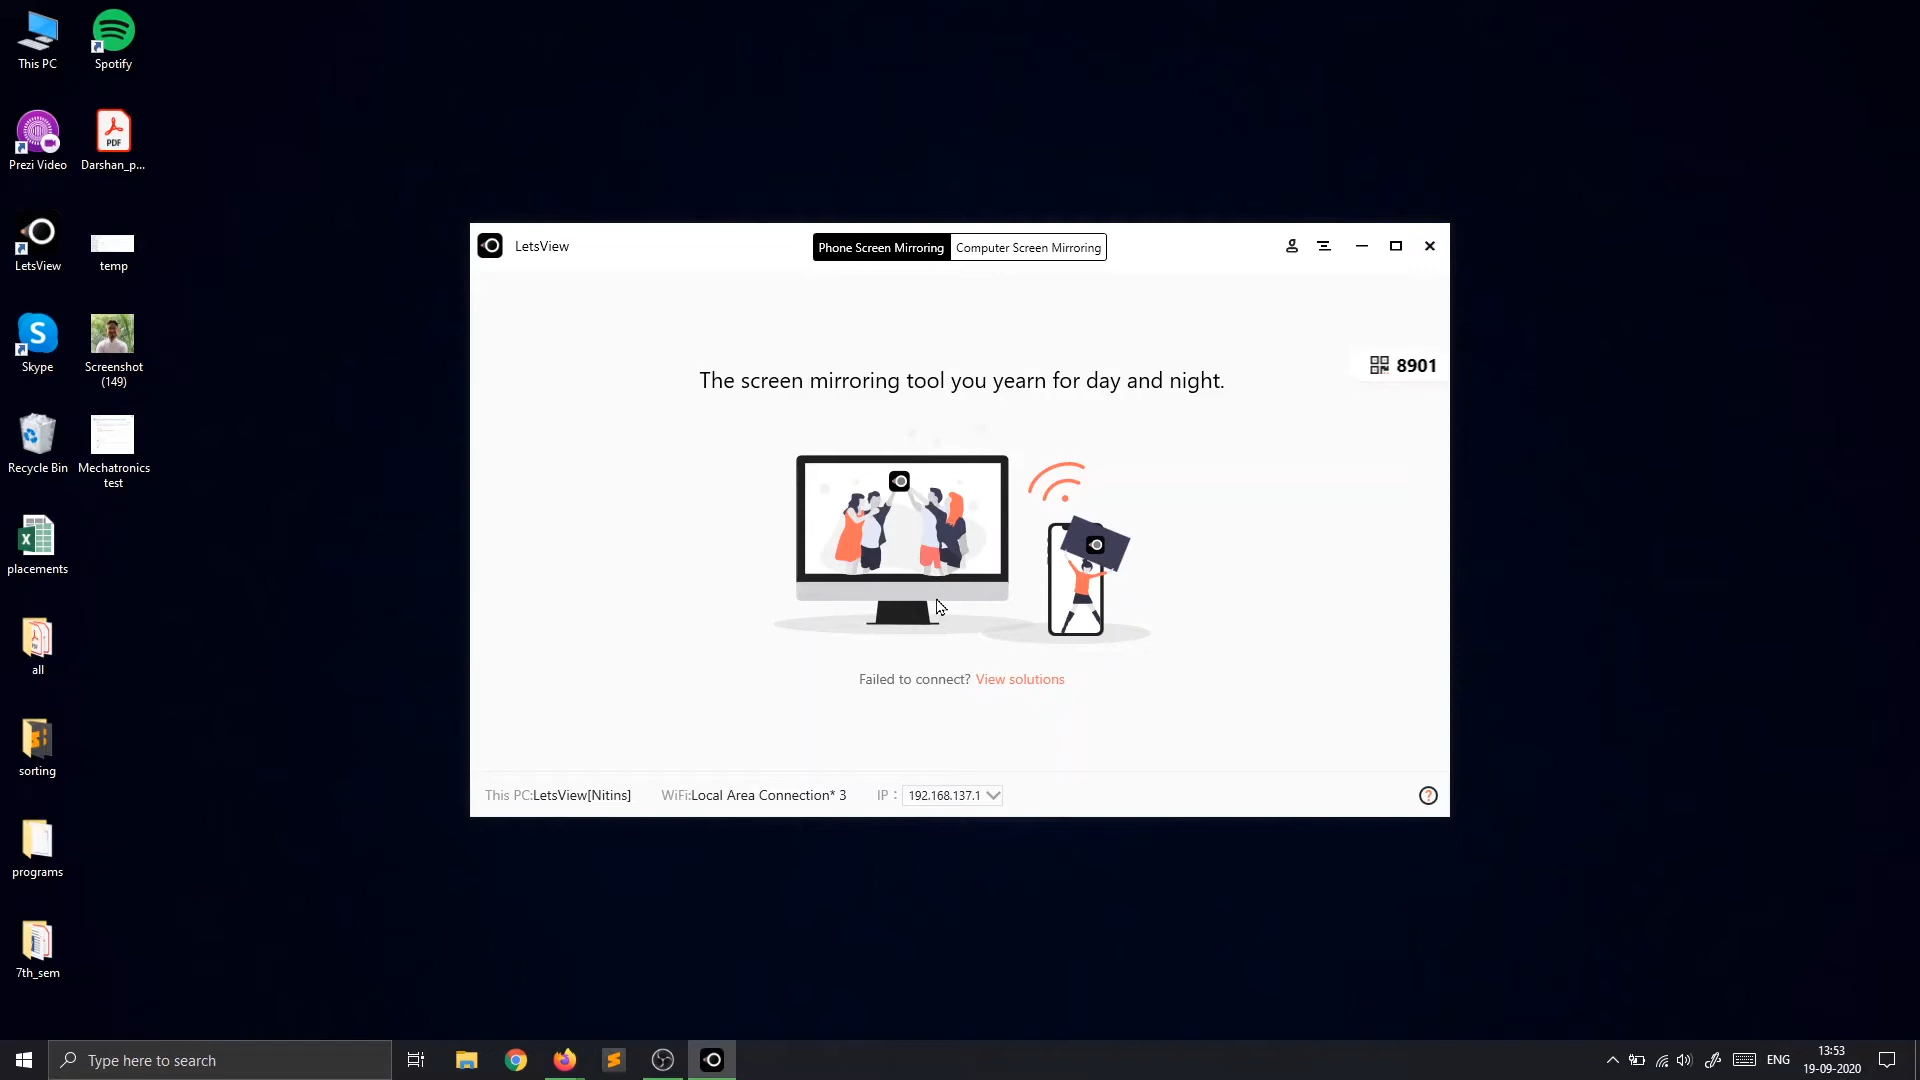 This PC
Spotify
Prezi Video
Darshan_p...
LetsView
temp
Skype
Screenshot
(149)
Recycle Bin
Mechatronics
test
placements
all
sorting
programs
7th_sem
LetsView
Phone Screen Mirroring
Computer Screen Mirroring
8901
The screen mirroring tool you yearn for day and night.
Failed to connect? View solutions
This PC:LetsView[Nitins]
WiFi:Local Area Connection* 3
IP : 192.168.137.1
Type here to search
ENG
13:53
19-09-2020
PDF